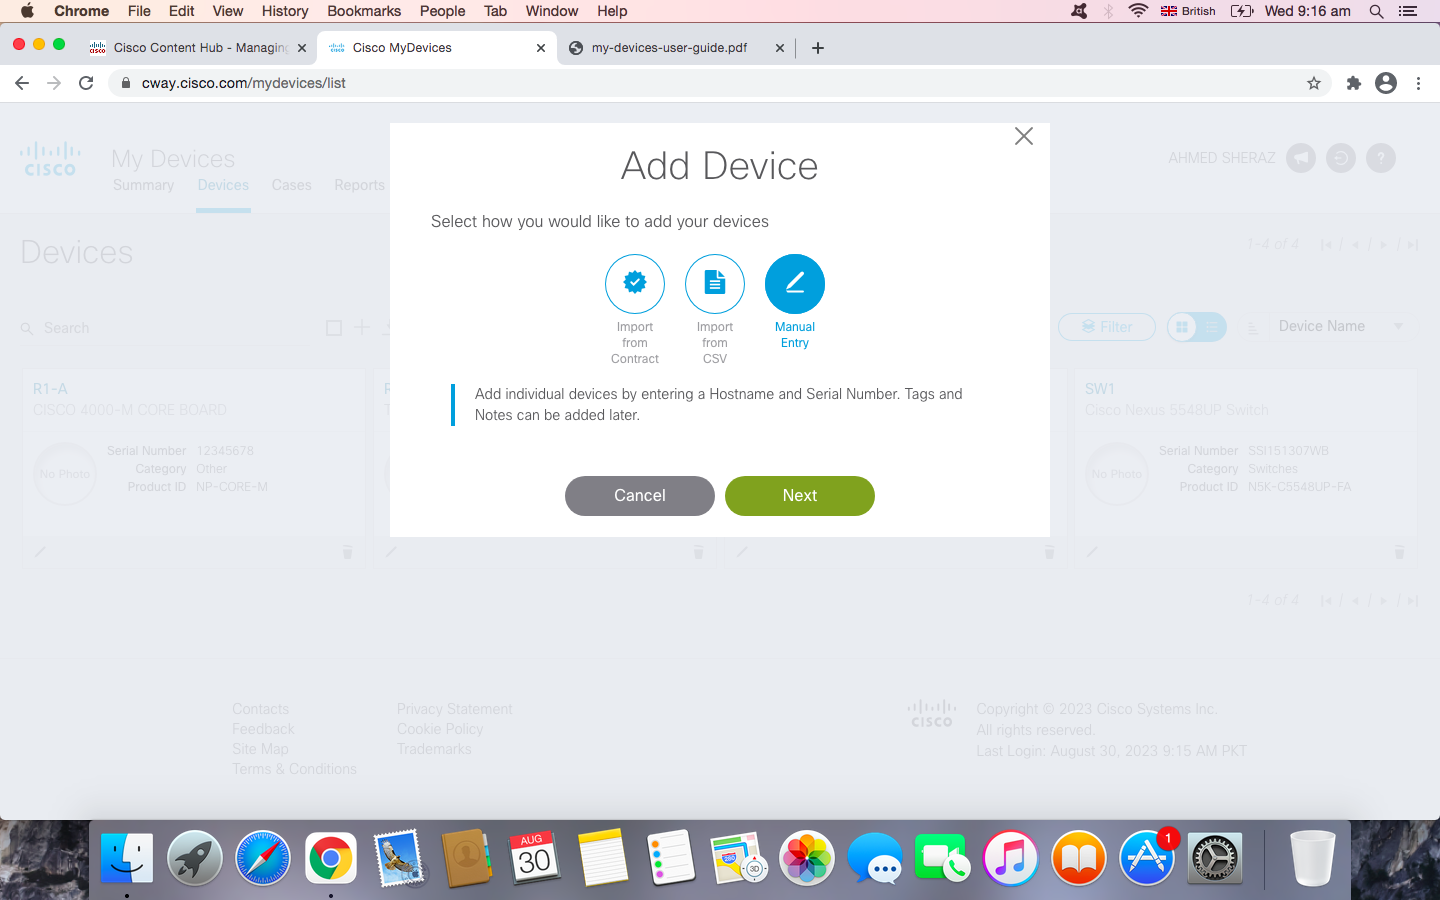 Chrome File Edit View History Bookmarks People Tab Window Help British Wed 9:16 am
Cisco Content Hub - Managing
Cisco MyDevices
my-devices-user-guide.pdf
cway.cisco.com/mydevices/list
CISCO
My Devices
Summary Devices Cases Reports
AHMED SHERAZ
?
Add Device
Select how you would like to add your devices
Import from Contract
Import from CSV
Manual Entry
Add individual devices by entering a Hostname and Serial Number. Tags and
Notes can be added later.
Cancel Next
Devices
1-4 of 4
Search
Filter
Device Name
R1-A
CISCO 4000-M CORE BOARD
No Photo
Serial Number 12345678
Category Other
Product ID NP-CORE-M
SW1
Cisco Nexus 5548UP Switch
No Photo
Serial Number SSI151307WB
Category Switches
Product ID N5K-C5548UP-FA
1-4 of 4
Contacts
Feedback
Site Map
Terms & Conditions
Privacy Statement
Cookie Policy
Trademarks
CISCO
Copyright © 2023 Cisco Systems Inc.
All rights reserved.
Last Login: August 30, 2023 9:15 AM PKT
AUG
30
280
3D
1